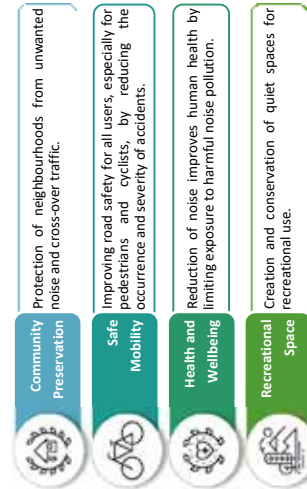 Community
Preservation
Protection of neighbourhoods from unwanted
noise and cross-over traffic.
Safe
Mobility
Improving road safety for all users, especially for
pedestrians and cyclists, by reducing the
occurrence and severity of accidents.
Health and
Wellbeing
Reduction of noise improves human health by
limiting exposure to harmful noise pollution.
Recreational
Space
Creation and conservation of quiet spaces for
recreational use.